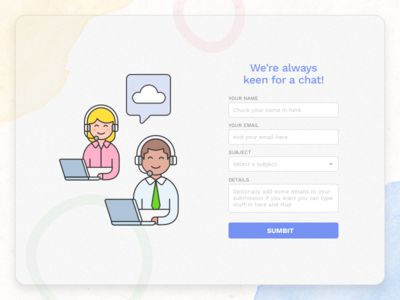 We're always
keen for a chat!
YOUR NAME
Chuck your name in here
YOUR EMAIL
And your email here
SUBJECT
Select a subject
DETAILS
Optionally add some details to your
submission if you want you can type
stuff in here and that
SUMBIT